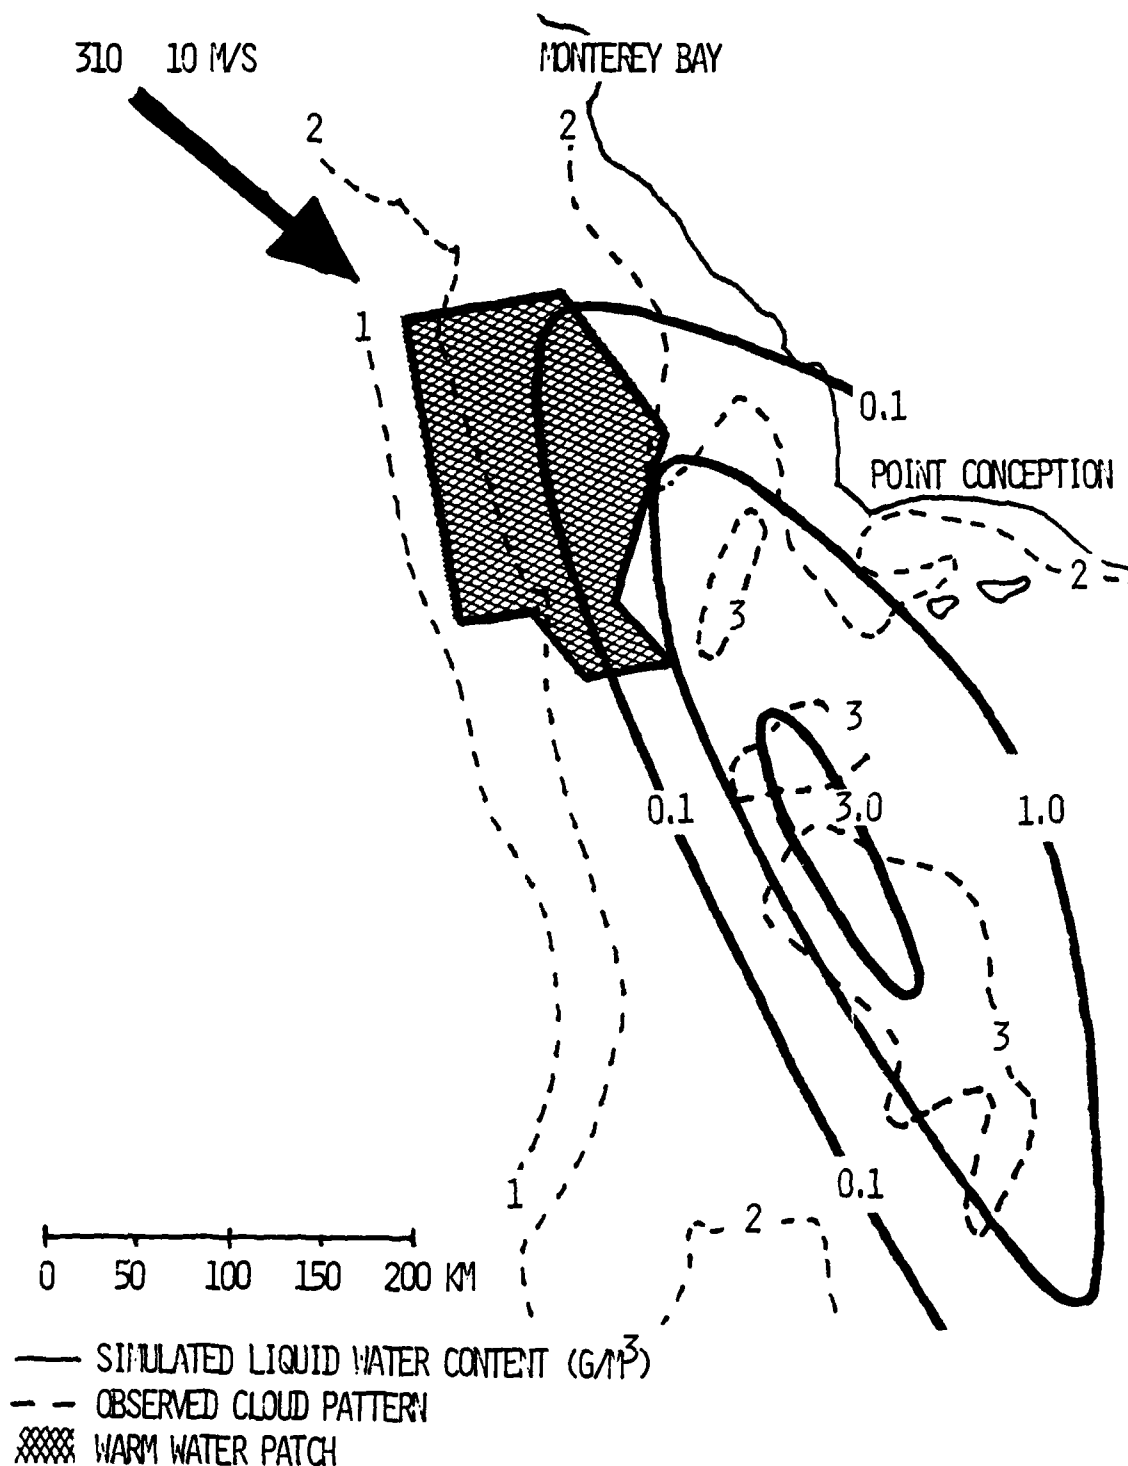 310 10 M/S
MONTEREY BAY
2
2
1
0.1
POINT CONCEPTION
2
3
3
0.1
3.0
1.0
3
0.1
1
2
0 50 100 150 200 KM
SIMULATED LIQUID WATER CONTENT (G/M³)
OBSERVED CLOUD PATTERN
WARM WATER PATCH